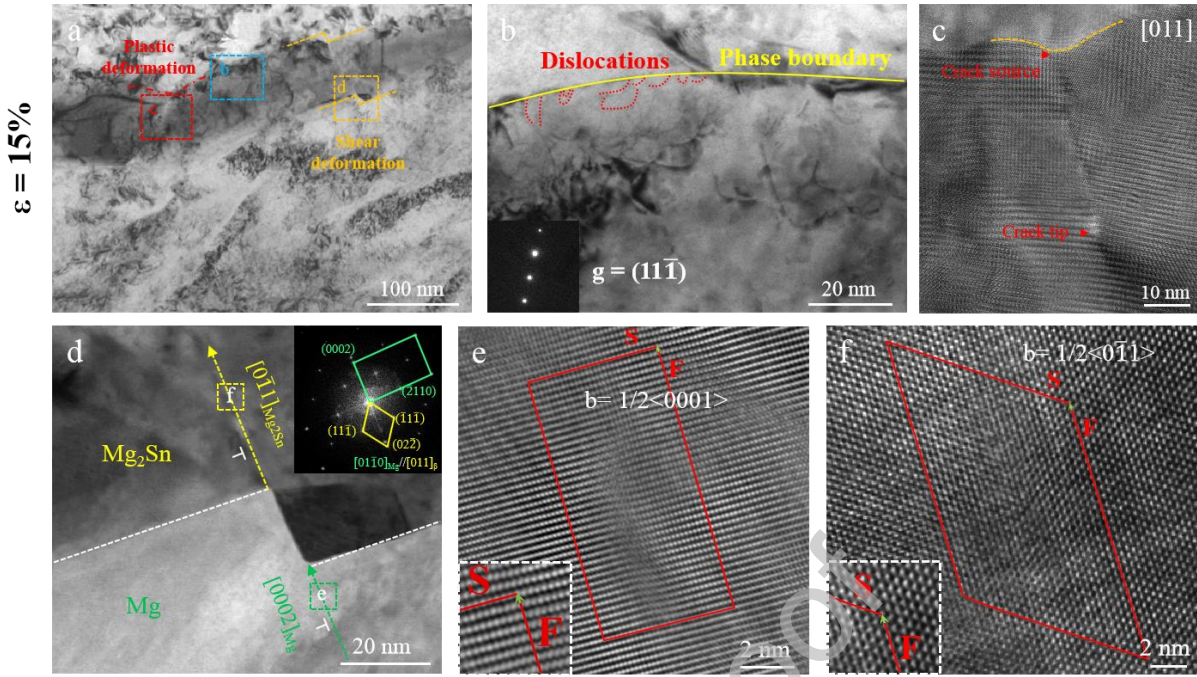 ε = 15%
a
Plastic
deformation
b
c
d
Shear
deformation
100 nm
b
Dislocations
Phase boundary
g = (111̄)
20 nm
c
[011]
Crack source
Crack tip
10 nm
d
f
[01̄1]Mg₂Sn
Mg₂Sn
Mg
e
[0002]Mg
20 nm
(0002)
(2110)
(1̄11̄)
(111̄)
(022̄)
[011̄0]Mg//[011]β
e
S
F
b= 1/2<0001>
S
F
2 nm
f
b= 1/2<01̄1>
S
F
S
F
2 nm